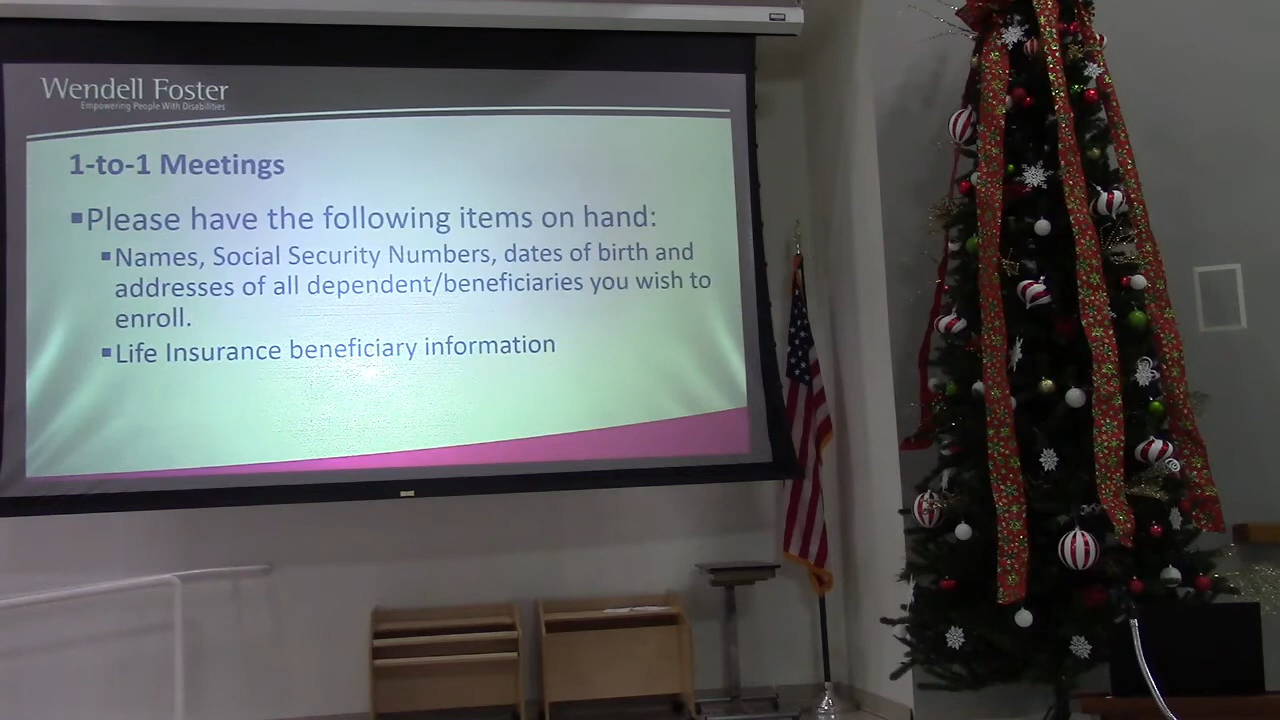 Wendell Foster
Empowering People With Disabilities
1-to-1 Meetings
▪Please have the following items on hand:
▪Names, Social Security Numbers, dates of birth and
addresses of all dependent/beneficiaries you wish to
enroll.
▪Life Insurance beneficiary information